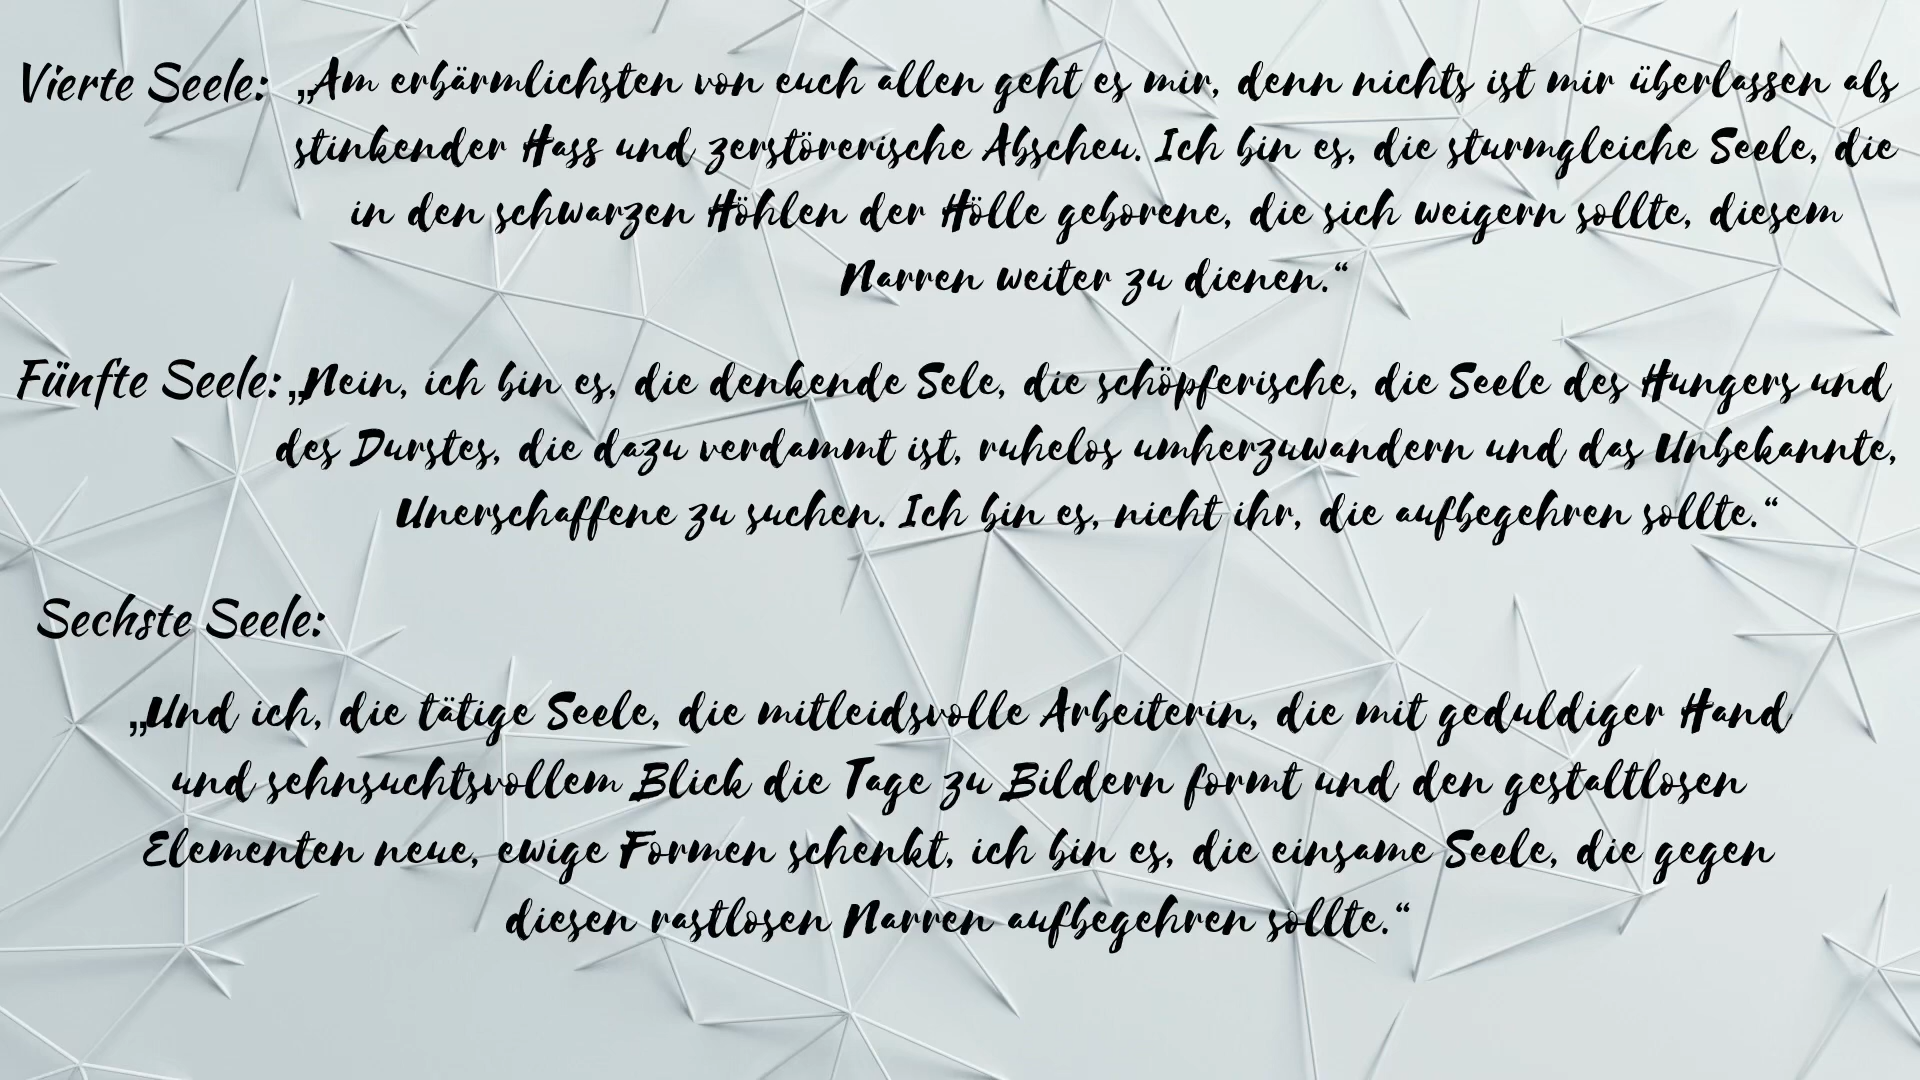 Vierte Seele: „Am erbärmlichsten von euch allen geht es mir, denn nichts ist mir überlassen als
stinkender Hass und zerstörerische Abscheu. Ich bin es, die sturmgleiche Seele, die
in den schwarzen Höhlen der Hölle geborene, die sich weigern sollte, diesem
Narren weiter zu dienen.“
Fünfte Seele: „Nein, ich bin es, die denkende Sele, die schöpferische, die Seele des Hungers und
des Durstes, die dazu verdammt ist, ruhelos umherzuwandern und das Unbekannte,
Unerschaffene zu suchen. Ich bin es, nicht ihr, die aufbegehren sollte.“
Sechste Seele:
„Und ich, die tätige Seele, die mitleidsvolle Arbeiterin, die mit geduldiger Hand
und sehnsuchtsvollem Blick die Tage zu Bildern formt und den gestaltlosen
Elementen neue, ewige Formen schenkt, ich bin es, die einsame Seele, die gegen
diesen rastlosen Narren aufbegehren sollte.“